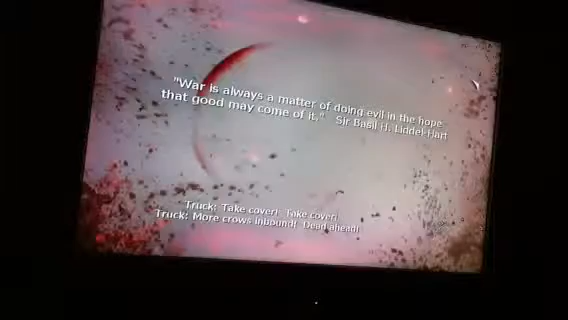 "War is always a matter of doing evil in the hope
that good may come of it." Sir Basil H. Liddel-Hart
Truck: Take cover! Take cover!
Truck: More crows inbound! Dead ahead!